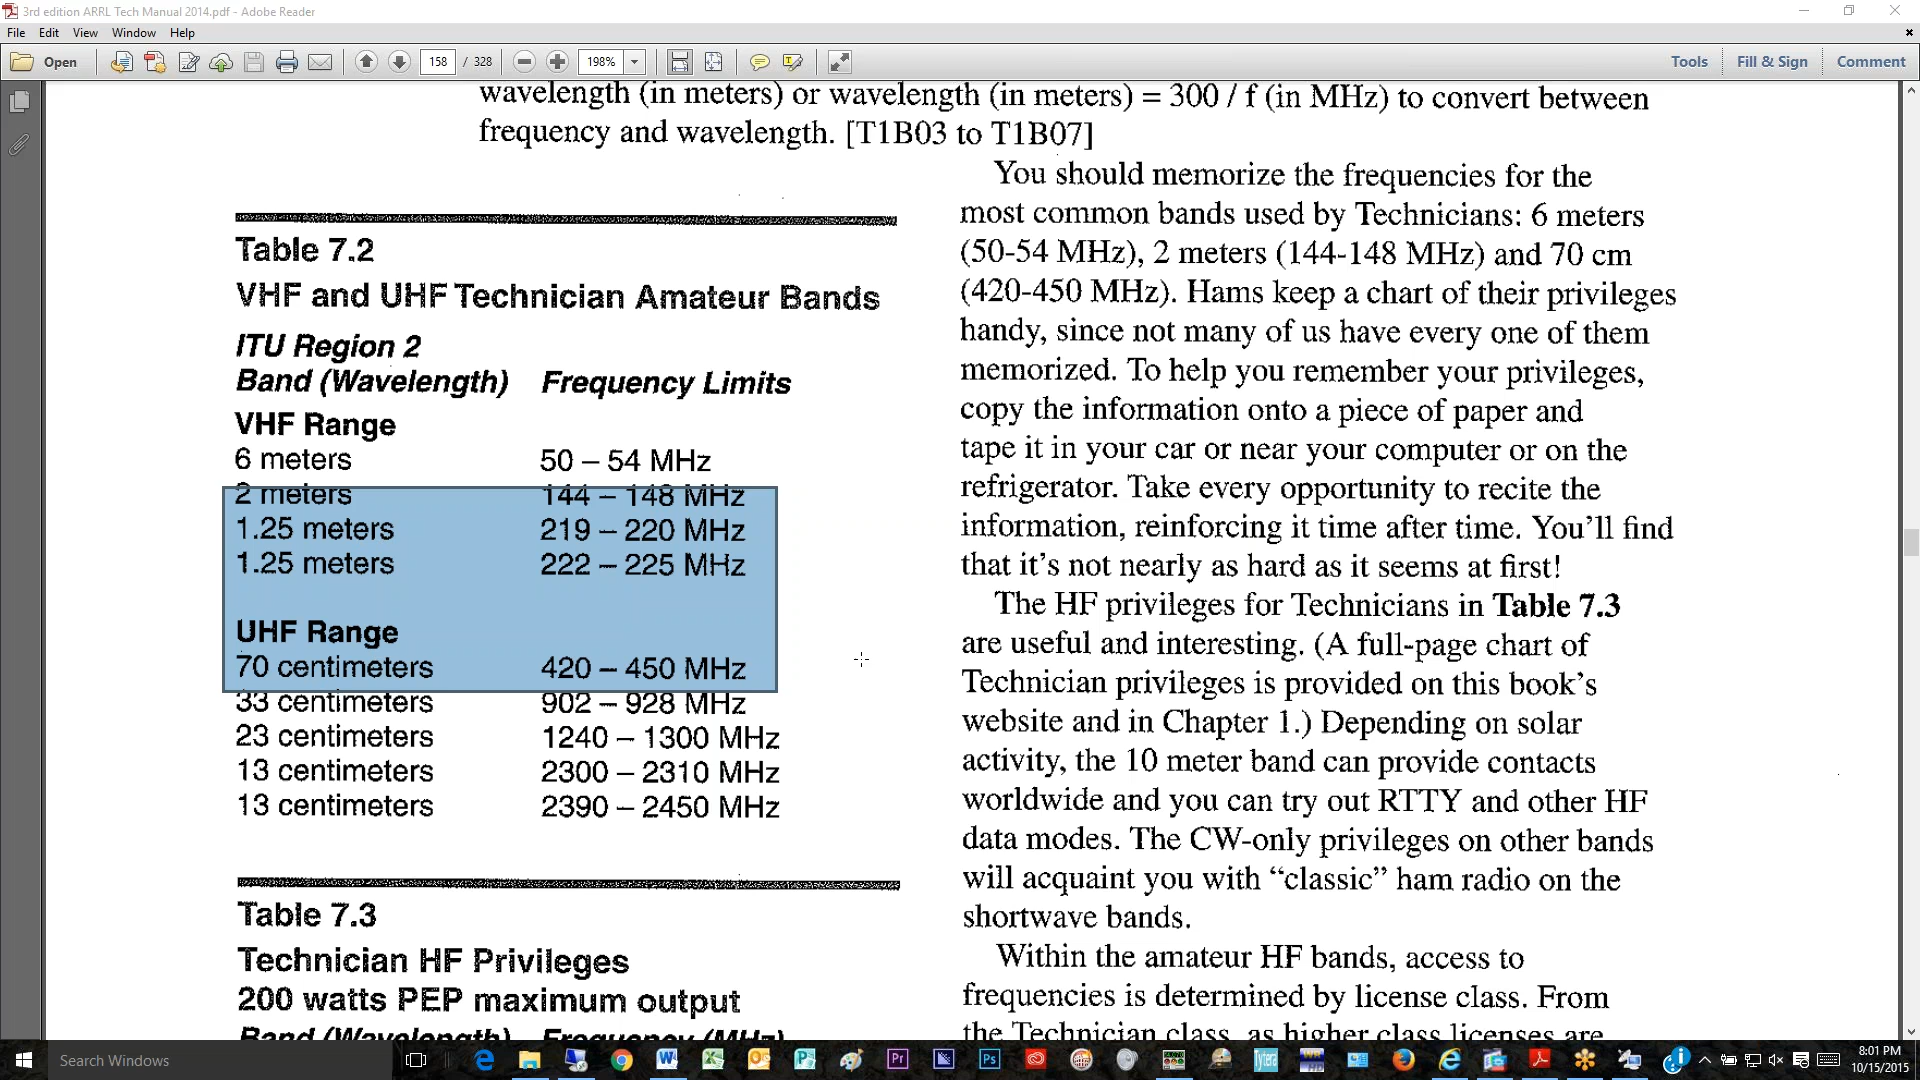 3rd edition ARRL Tech Manual 2014.pdf - Adobe Reader
File Edit View Window Help
Open 158 / 328 198% Tools Fill & Sign Comment
wavelength (in meters) or wavelength (in meters) = 300 / f (in MHz) to convert between
frequency and wavelength. [T1B03 to T1B07]
Table 7.2
VHF and UHF Technician Amateur Bands
ITU Region 2
Band (Wavelength) Frequency Limits
VHF Range
6 meters 50 – 54 MHz
2 meters 144 – 148 MHz
1.25 meters 219 – 220 MHz
1.25 meters 222 – 225 MHz
UHF Range
70 centimeters 420 – 450 MHz
33 centimeters 902 – 928 MHz
23 centimeters 1240 – 1300 MHz
13 centimeters 2300 – 2310 MHz
13 centimeters 2390 – 2450 MHz
Table 7.3
Technician HF Privileges
200 watts PEP maximum output
Band (Wavelength) Frequency (MHz)
You should memorize the frequencies for the
most common bands used by Technicians: 6 meters
(50-54 MHz), 2 meters (144-148 MHz) and 70 cm
(420-450 MHz). Hams keep a chart of their privileges
handy, since not many of us have every one of them
memorized. To help you remember your privileges,
copy the information onto a piece of paper and
tape it in your car or near your computer or on the
refrigerator. Take every opportunity to recite the
information, reinforcing it time after time. You’ll find
that it’s not nearly as hard as it seems at first!
The HF privileges for Technicians in Table 7.3
are useful and interesting. (A full-page chart of
Technician privileges is provided on this book’s
website and in Chapter 1.) Depending on solar
activity, the 10 meter band can provide contacts
worldwide and you can try out RTTY and other HF
data modes. The CW-only privileges on other bands
will acquaint you with “classic” ham radio on the
shortwave bands.
Within the amateur HF bands, access to
frequencies is determined by license class. From
the Technician class, as higher class licenses are
Search Windows
8:01 PM
10/15/2015